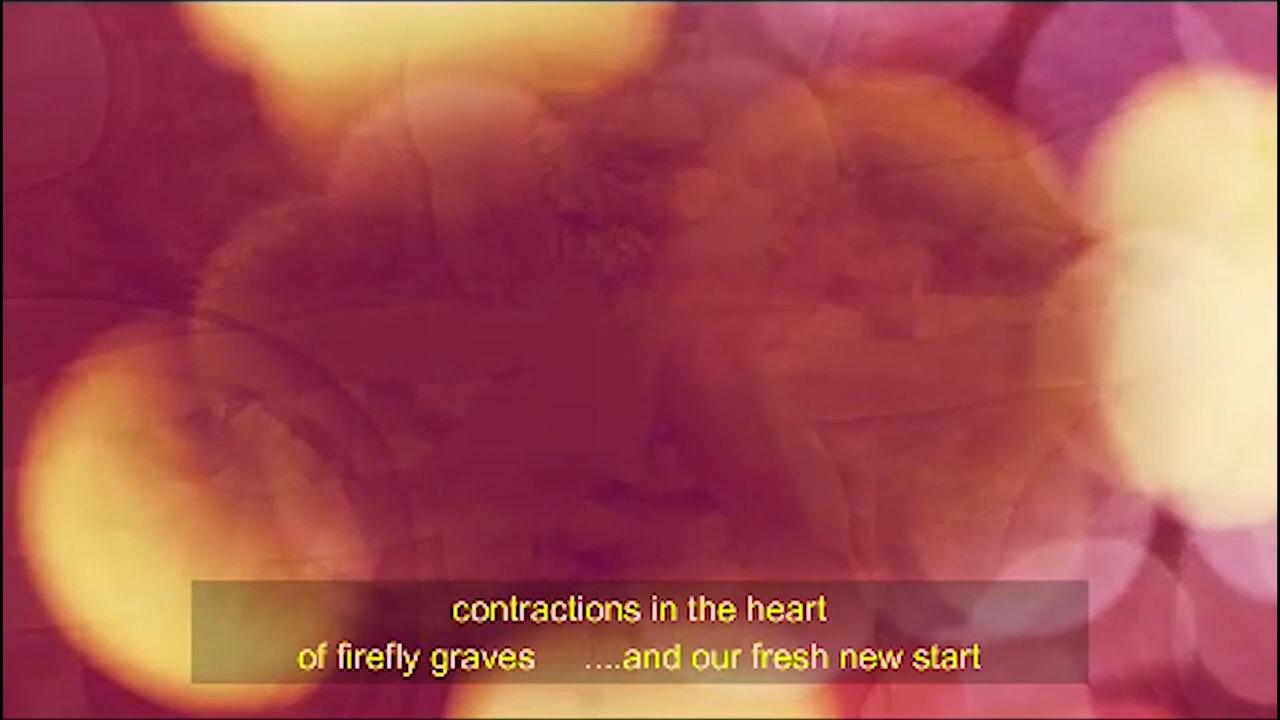 contractions in the heart
of firefly graves ....and our fresh new start